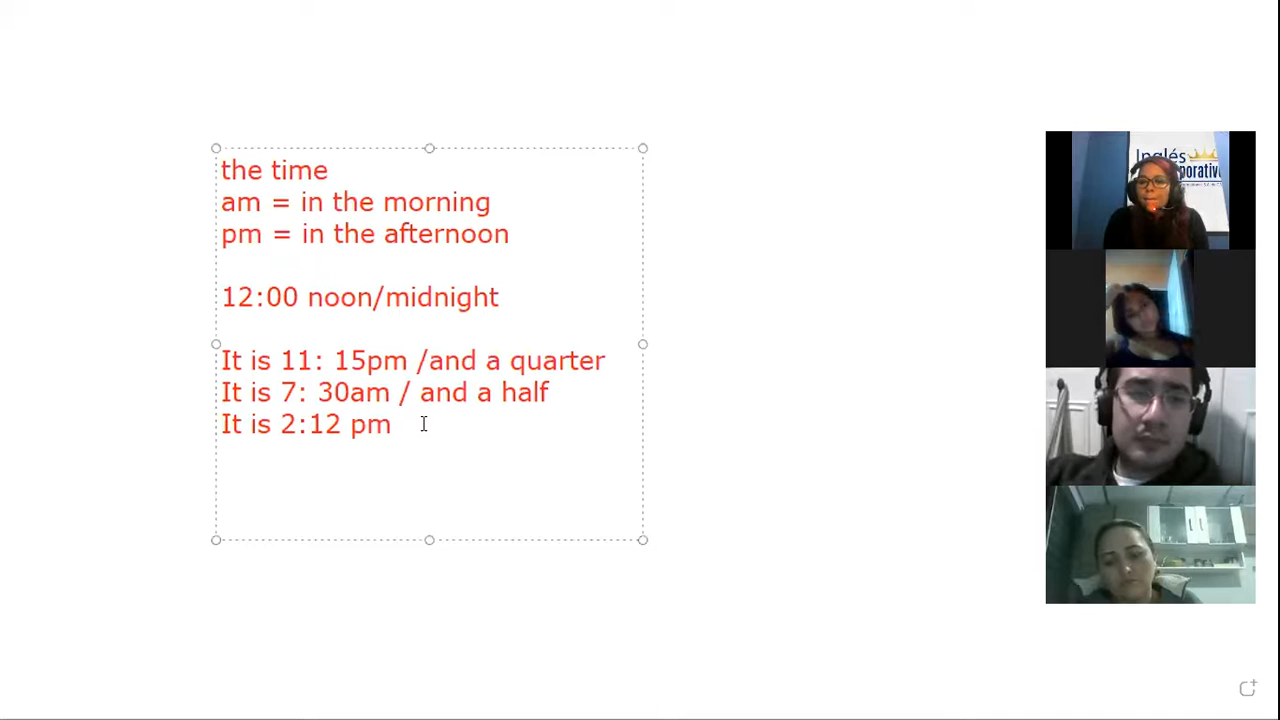 the time
am = in the morning
pm = in the afternoon
12:00 noon/midnight
It is 11: 15pm /and a quarter
It is 7: 30am / and a half
It is 2:12 pm
Inglés